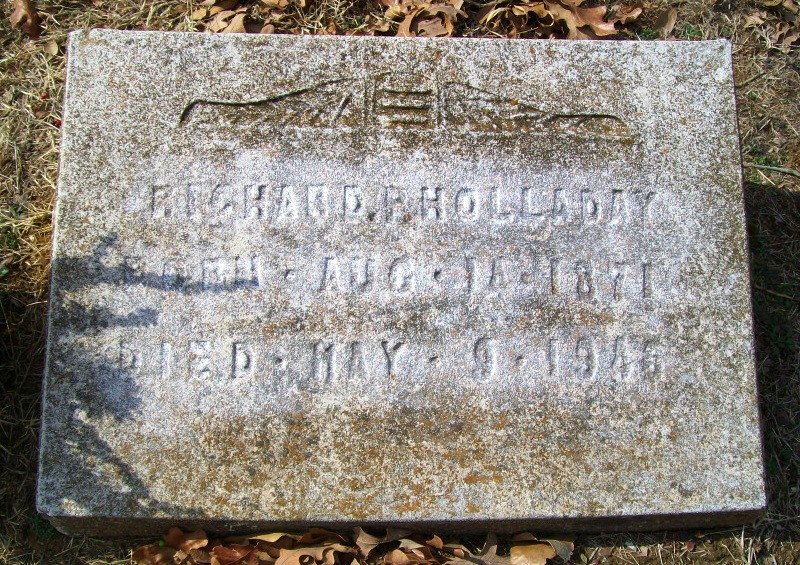 RICHARD. P. HOLLADAY
BORN · AUG · 14 · 1871
DIED · MAY · 9 · 1945